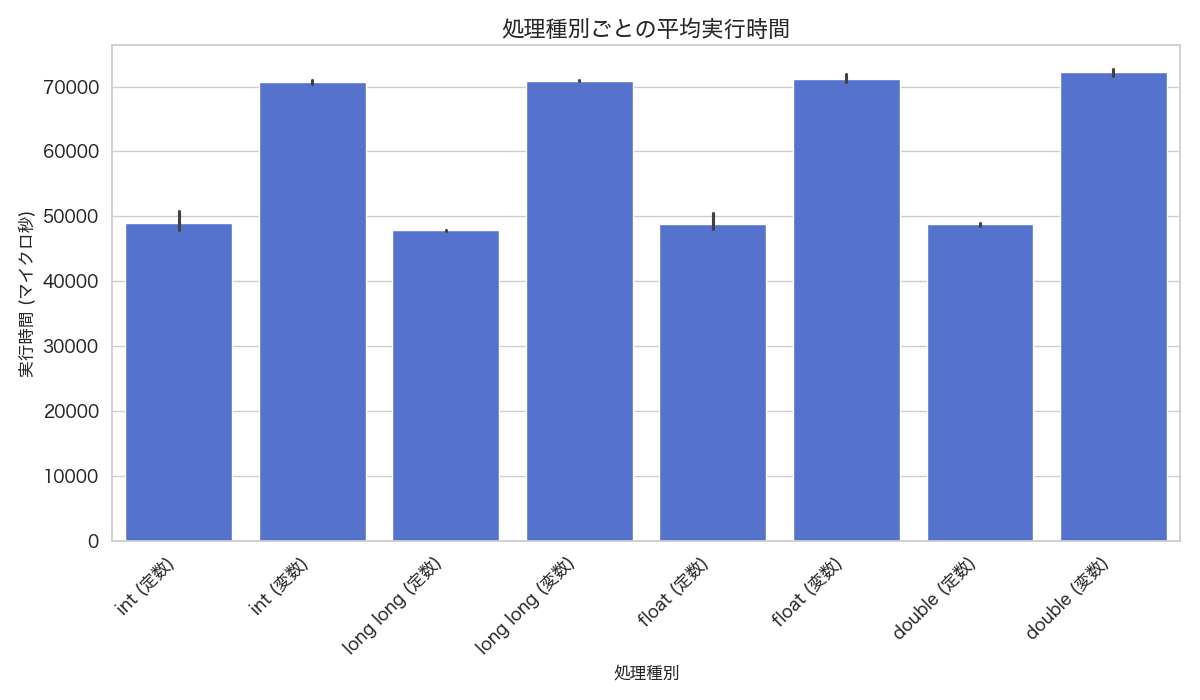 処理種別ごとの平均実行時間
実行時間 (マイクロ秒)
70000
60000
50000
40000
30000
20000
10000
0
int (定数)
int (変数)
long long (定数)
long long (変数)
float (定数)
float (変数)
double (定数)
double (変数)
処理種別